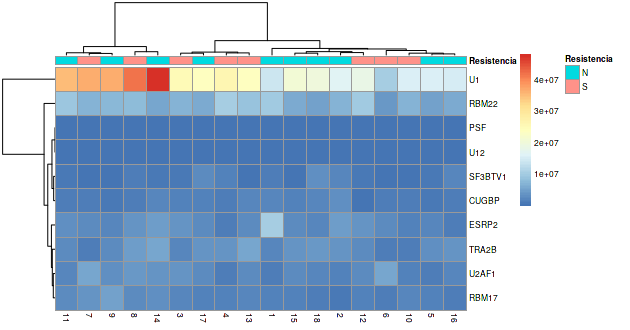 Resistencia
Resistencia
N
S
U1
RBM22
PSF
U12
SF3BTV1
CUGBP
ESRP2
TRA2B
U2AF1
RBM17
4e+07
3e+07
2e+07
1e+07
11 7 9 8 14 3 17 4 13 1 15 18 2 12 6 10 5 16